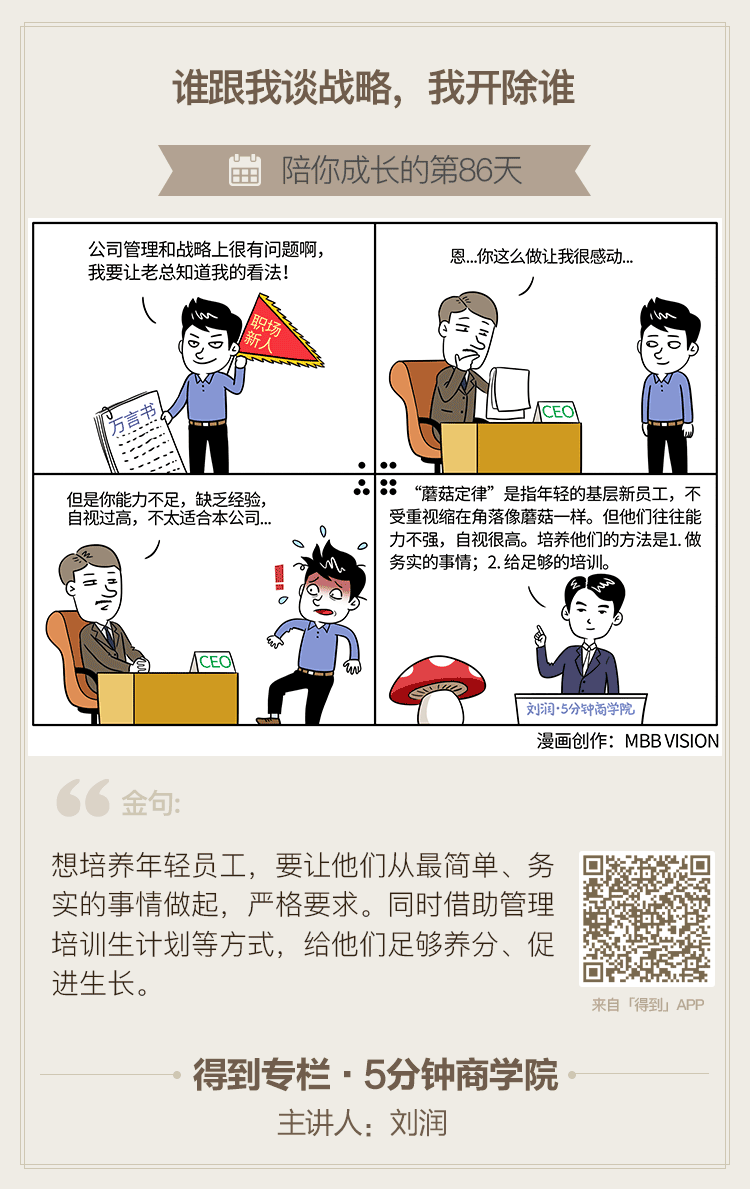 谁跟我谈战略，我开除谁
陪你成长的第86天
公司管理和战略上很有问题啊，
我要让老总知道我的看法！
职场
新人
万言书
恩...你这么做让我很感动...
CEO
但是你能力不足，缺乏经验，
自视过高，不太适合本公司...
CEO
“蘑菇定律”是指年轻的基层新员工，不
受重视缩在角落像蘑菇一样。但他们往往能
力不强，自视很高。培养他们的方法是1. 做
务实的事情；2. 给足够的培训。
刘润·5分钟商学院
漫画创作：MBB VISION
金句:
想培养年轻员工，要让他们从最简单、务
实的事情做起，严格要求。同时借助管理
培训生计划等方式，给他们足够养分、促
进生长。
来自「得到」APP
得到专栏·5分钟商学院
主讲人：刘润